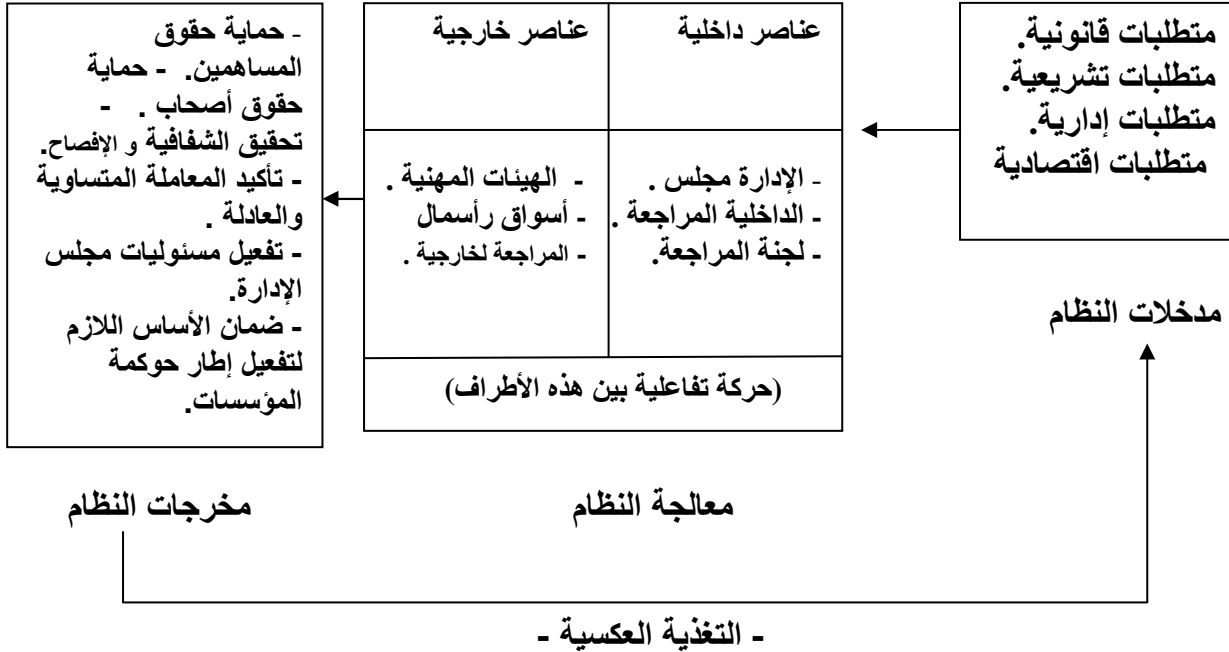 متطلبات قانونية.
متطلبات تشريعية.
متطلبات إدارية.
متطلبات اقتصادية
مدخلات النظام
عناصر داخلية
عناصر خارجية
- الإدارة مجلس .
- الداخلية المراجعة .
- لجنة المراجعة.
- الهيئات المهنية .
- أسواق رأسمال
- المراجعة لخارجية .
(حركة تفاعلية بين هذه الأطراف)
معالجة النظام
- حماية حقوق
المساهمين. - حماية
حقوق أصحاب . -
تحقيق الشفافية و الإفصاح.
- تأكيد المعاملة المتساوية
والعادلة .
- تفعيل مسئوليات مجلس
الإدارة.
- ضمان الأساس اللازم
لتفعيل إطار حوكمة
المؤسسات.
مخرجات النظام
- التغذية العكسية -